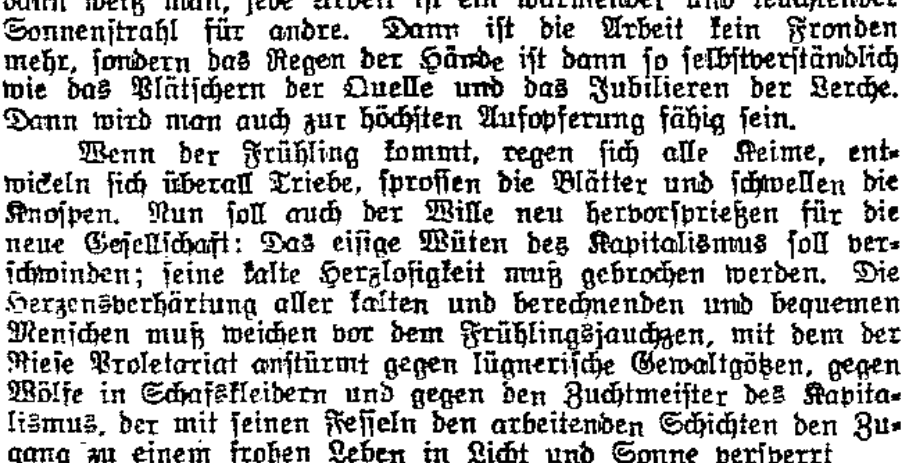 dann weiß man, jede Arbeit ist ein wärmender und leuchtender
Sonnenstrahl für andre. Dann ist die Arbeit kein Fronden
mehr, sondern das Regen der Hände ist dann so selbstverständlich
wie das Plätschern der Quelle und das Jubilieren der Lerche.
Dann wird man auch zur höchsten Aufopferung fähig sein.
Wenn der Frühling kommt, regen sich alle Keime, ent-
wickeln sich überall Triebe, sprossen die Blätter und schwellen die
Knospen. Nun soll auch der Wille neu hervorsprießen für die
neue Gesellschaft: Das eisige Wüten des Kapitalismus soll ver-
schwinden; seine kalte Herzlosigkeit muß gebrochen werden. Die
Herzensverhärtung aller kalten und berechnenden und bequemen
Menschen muß weichen vor dem Frühlingsjauchzen, mit dem der
Riese Proletariat anstürmt gegen lügnerische Gewaltgötzen, gegen
Wölfe in Schafskleidern und gegen den Zuchtmeister des Kapita-
lismus, der mit seinen Fesseln den arbeitenden Schichten den Zu-
gang zu einem frohen Leben in Licht und Sonne versperrt